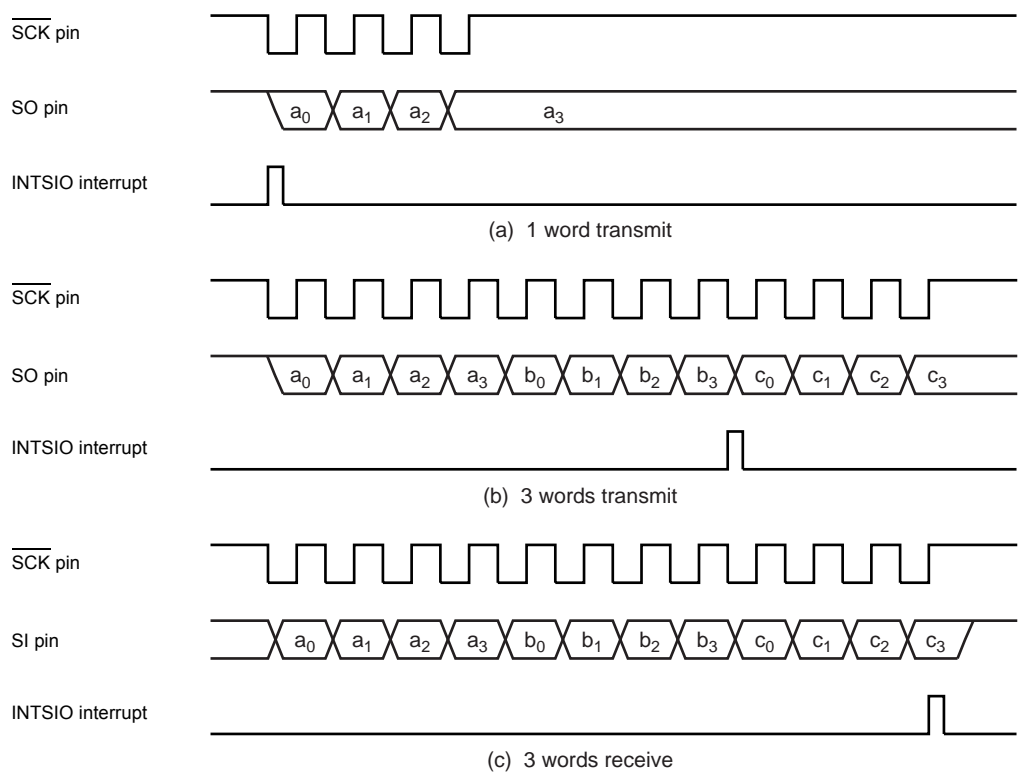 SCK pin
SO pin
a0 a1 a2 a3
INTSIO interrupt
(a) 1 word transmit
SCK pin
SO pin
a0 a1 a2 a3 b0 b1 b2 b3 c0 c1 c2 c3
INTSIO interrupt
(b) 3 words transmit
SCK pin
SI pin
a0 a1 a2 a3 b0 b1 b2 b3 c0 c1 c2 c3
INTSIO interrupt
(c) 3 words receive